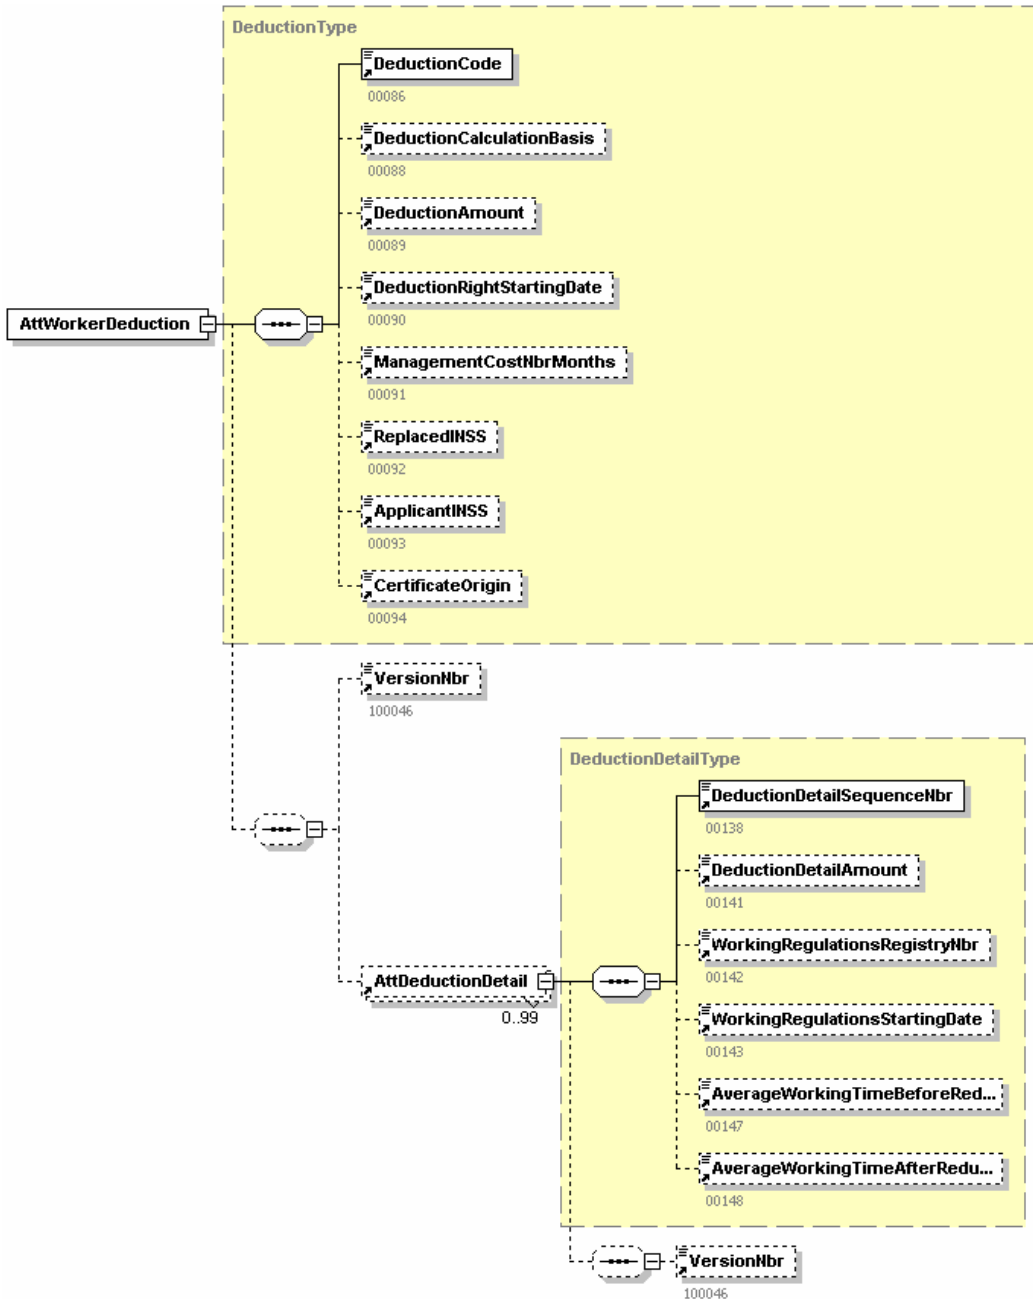 DeductionType
DeductionCode
00086
DeductionCalculationBasis
00088
DeductionAmount
00089
DeductionRightStartingDate
00090
AttWorkerDeduction
ManagementCostNbrMonths
00091
ReplacedINSS
00092
ApplicantINSS
00093
CertificateOrigin
00094
VersionNbr
100046
DeductionDetailType
DeductionDetailSequenceNbr
00138
DeductionDetailAmount
00141
WorkingRegulationsRegistryNbr
00142
AttDeductionDetail
0..99
WorkingRegulationsStartingDate
00143
AverageWorkingTimeBeforeRed...
00147
AverageWorkingTimeAfterRedu...
00148
VersionNbr
100046